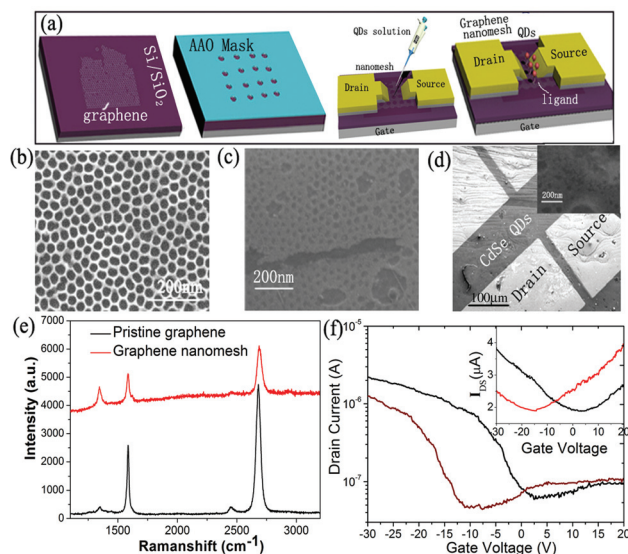 (a)
graphene
Si/SiO₂
AAO Mask
QDs solution
nanomesh
Drain
Source
Gate
Graphene
nanomesh QDs
Drain
Source
ligand
Gate
(b)
200nm
(c)
200nm
(d)
200nm
CdSe QDs
Source
Drain
100μm
(e)
7000
6000
5000
4000
3000
2000
1000
0
Intensity (a.u.)
Pristine graphene
Graphene nanomesh
1500 2000 2500 3000
Ramanshift (cm⁻¹)
(f)
10⁻⁵
10⁻⁶
10⁻⁷
Drain Current (A)
-30 -25 -20 -15 -10 -5 0 5 10 15 20
Gate Voltage (V)
I_DS (μA)
4
3
2
-30 -20 -10 0 10 20
Gate Voltage